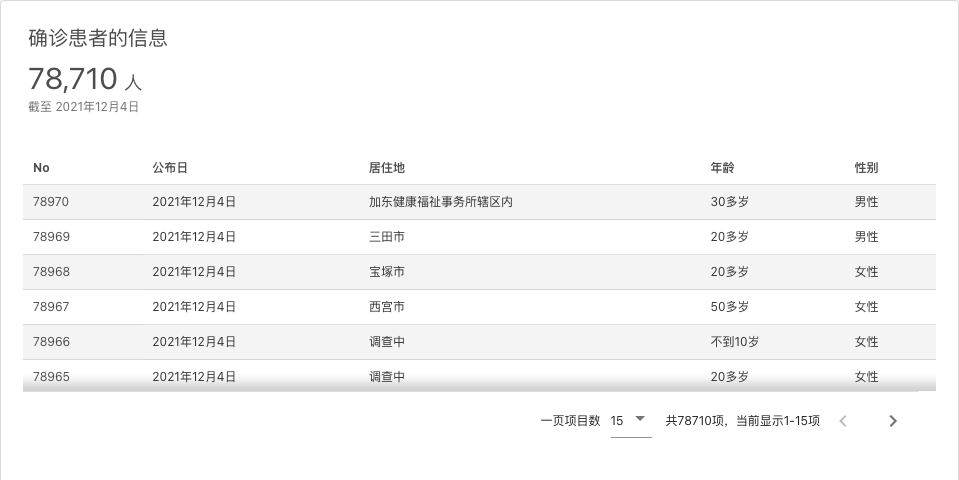 确诊患者的信息
78,710 人
截至 2021年12月4日
No 公布日 居住地 年龄 性别
78970 2021年12月4日 加东健康福祉事务所辖区内 30多岁 男性
78969 2021年12月4日 三田市 20多岁 男性
78968 2021年12月4日 宝塚市 20多岁 女性
78967 2021年12月4日 西宫市 50多岁 女性
78966 2021年12月4日 调查中 不到10岁 女性
78965 2021年12月4日 调查中 20多岁 女性
一页项目数 15 共78710项，当前显示1-15项